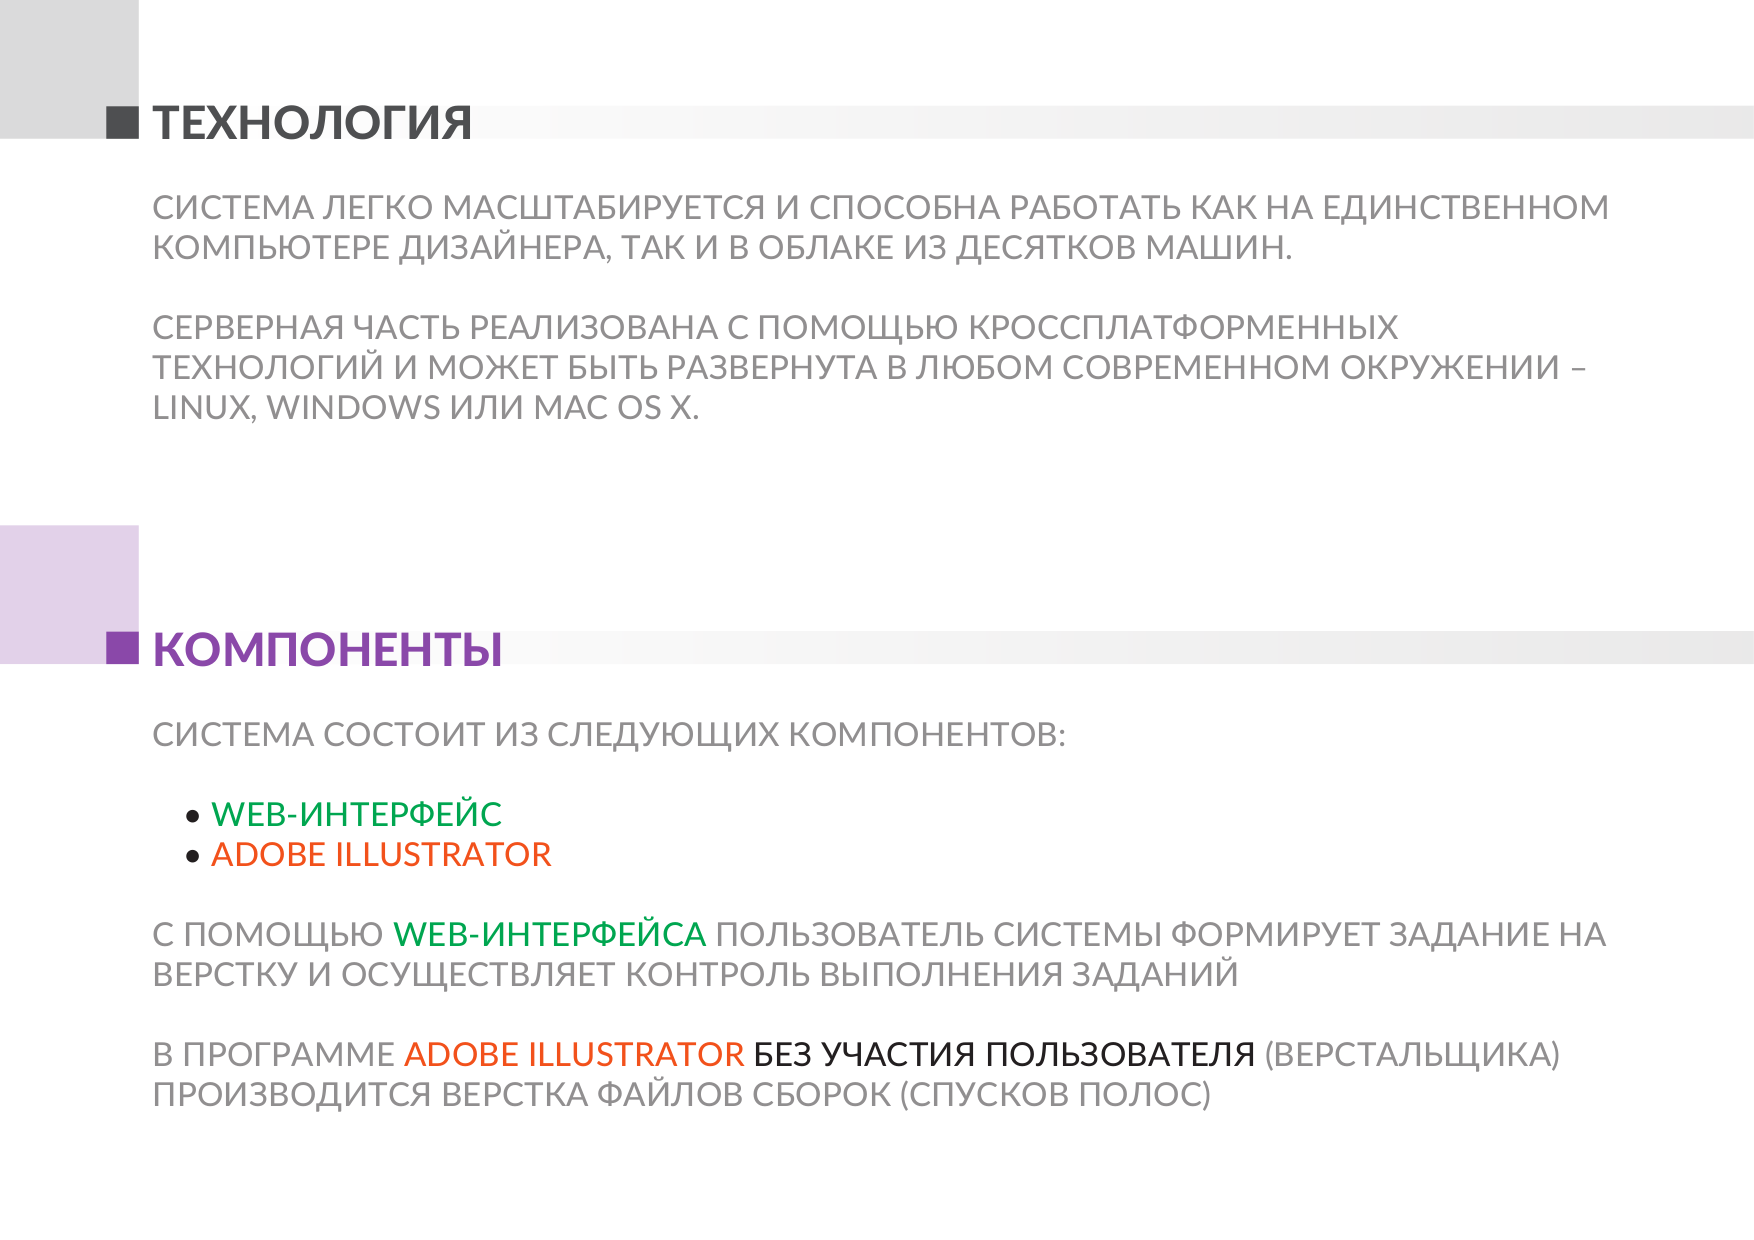 ТЕХНОЛОГИЯ
СИСТЕМА ЛЕГКО МАСШТАБИРУЕТСЯ И СПОСОБНА РАБОТАТЬ КАК НА ЕДИНСТВЕННОМ
КОМПЬЮТЕРЕ ДИЗАЙНЕРА, ТАК И В ОБЛАКЕ ИЗ ДЕСЯТКОВ МАШИН.
СЕРВЕРНАЯ ЧАСТЬ РЕАЛИЗОВАНА С ПОМОЩЬЮ КРОССПЛАТФОРМЕННЫХ
ТЕХНОЛОГИЙ И МОЖЕТ БЫТЬ РАЗВЕРНУТА В ЛЮБОМ СОВРЕМЕННОМ ОКРУЖЕНИИ –
LINUX, WINDOWS ИЛИ MAC OS X.
КОМПОНЕНТЫ
СИСТЕМА СОСТОИТ ИЗ СЛЕДУЮЩИХ КОМПОНЕНТОВ:
• WEB-ИНТЕРФЕЙС
• ADOBE ILLUSTRATOR
С ПОМОЩЬЮ WEB-ИНТЕРФЕЙСА ПОЛЬЗОВАТЕЛЬ СИСТЕМЫ ФОРМИРУЕТ ЗАДАНИЕ НА
ВЕРСТКУ И ОСУЩЕСТВЛЯЕТ КОНТРОЛЬ ВЫПОЛНЕНИЯ ЗАДАНИЙ
В ПРОГРАММЕ ADOBE ILLUSTRATOR БЕЗ УЧАСТИЯ ПОЛЬЗОВАТЕЛЯ (ВЕРСТАЛЬЩИКА)
ПРОИЗВОДИТСЯ ВЕРСТКА ФАЙЛОВ СБОРОК (СПУСКОВ ПОЛОС)